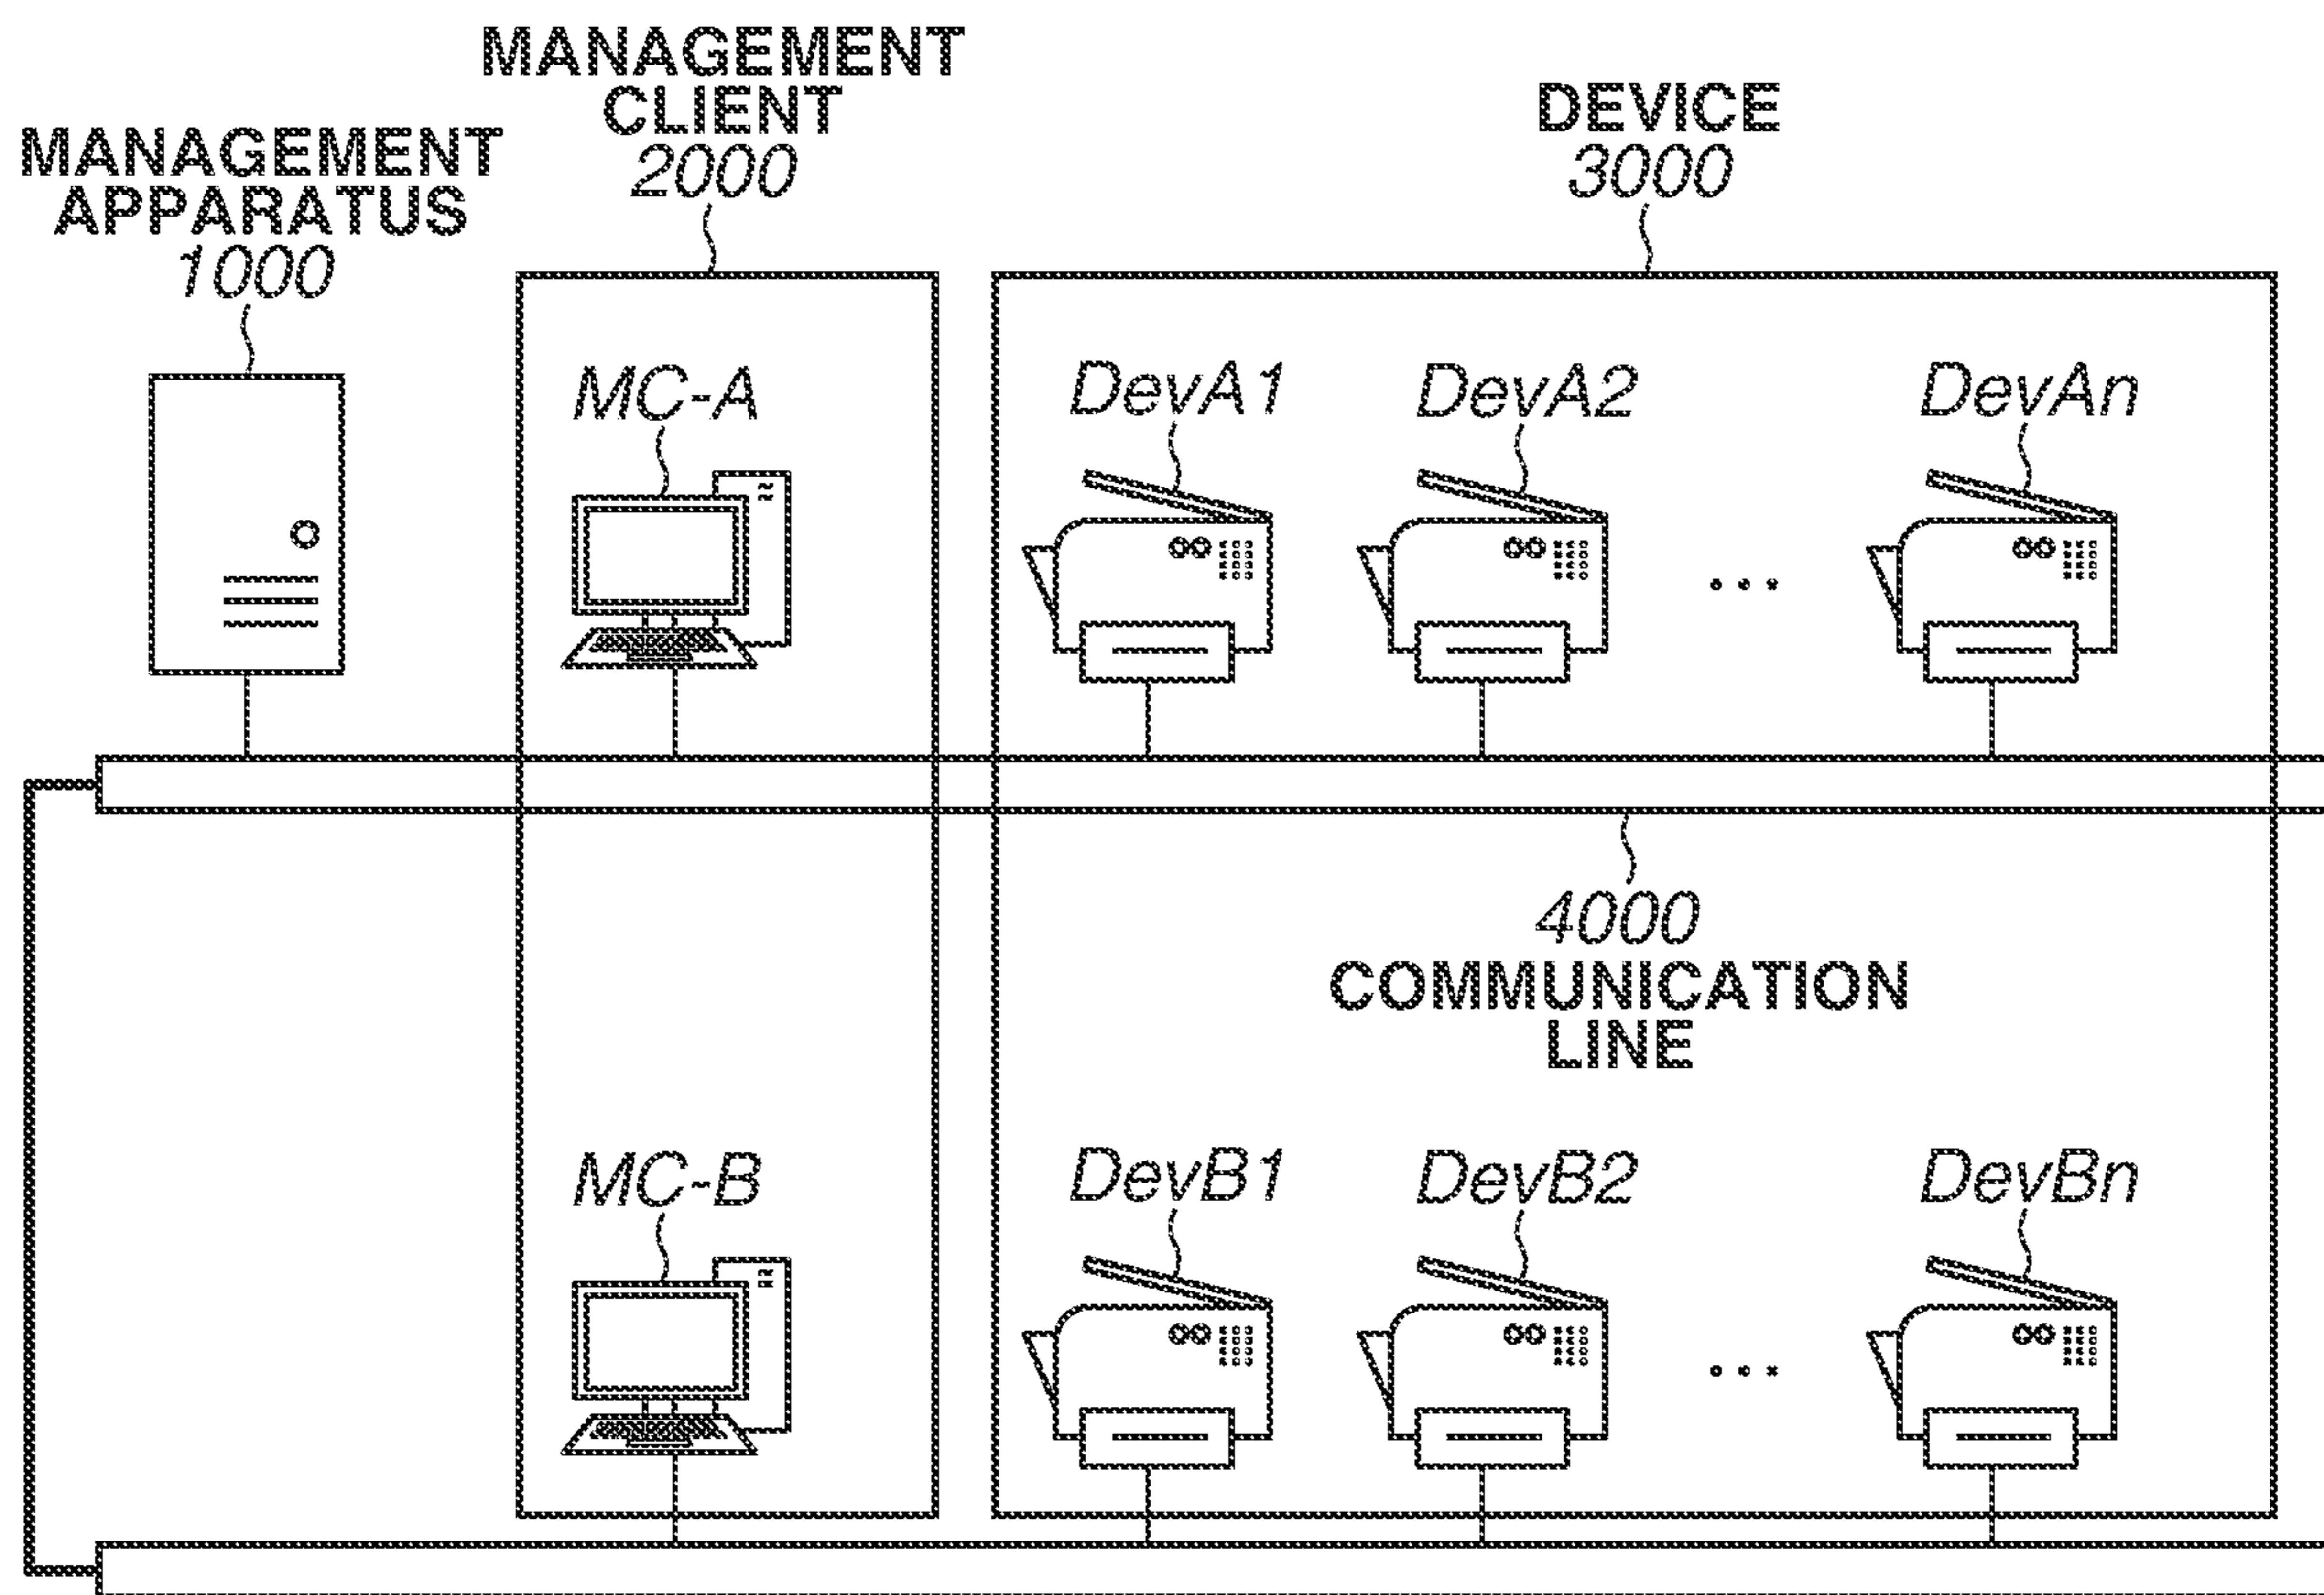 MANAGEMENT
CLIENT
2000
MANAGEMENT
APPARATUS
1000
DEVICE
3000
MC-A
DevA1
DevA2
DevAn
4000
COMMUNICATION
LINE
MC-B
DevB1
DevB2
DevBn